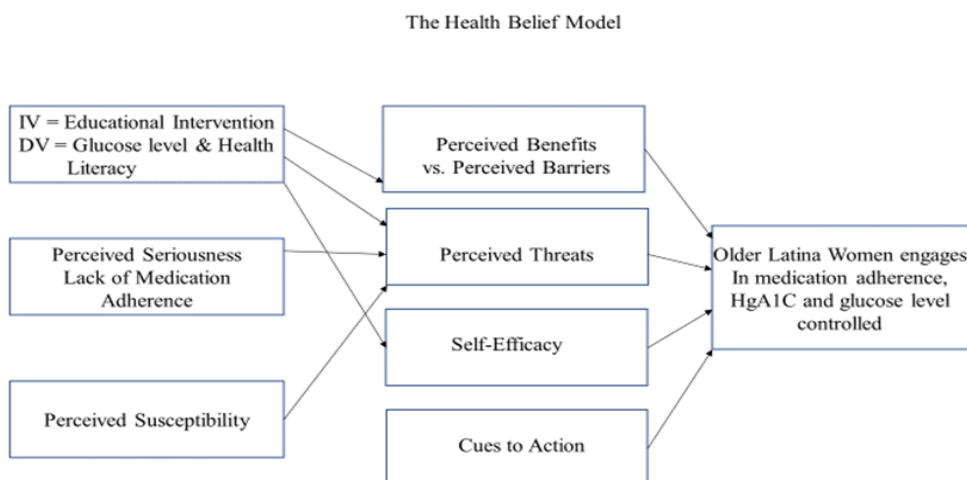 The Health Belief Model
IV = Educational Intervention
DV = Glucose level & Health
Literacy
Perceived Seriousness
Lack of Medication
Adherence
Perceived Susceptibility
Perceived Benefits
vs. Perceived Barriers
Perceived Threats
Self-Efficacy
Cues to Action
Older Latina Women engages
In medication adherence,
HgA1C and glucose level
controlled